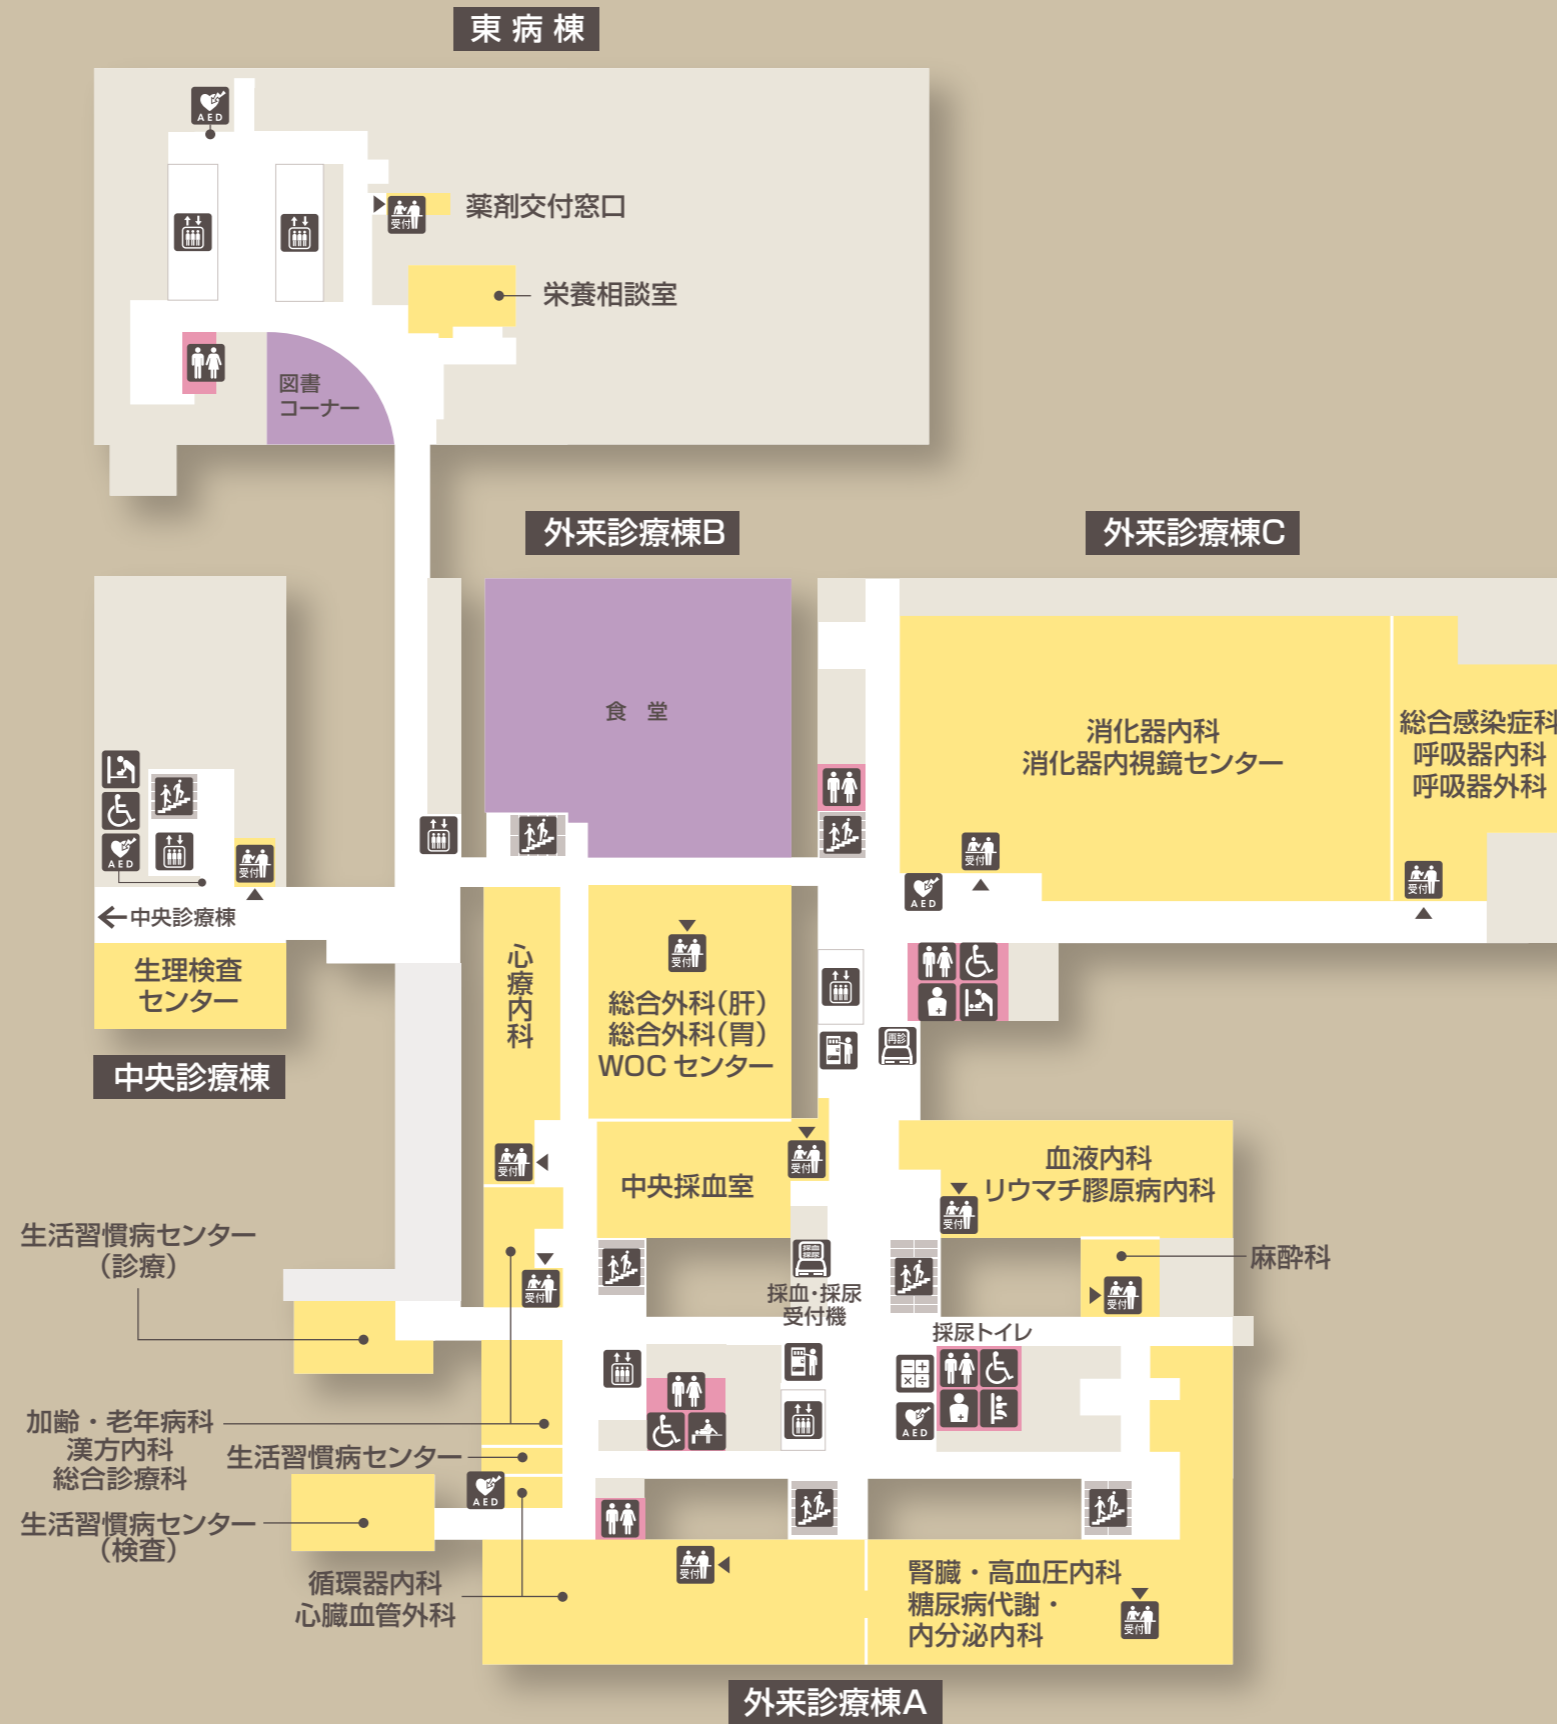 東病棟
AED
受付
薬剤交付窓口
栄養相談室
図書
コーナー
外来診療棟B
外来診療棟C
食 堂
消化器内科
消化器内視鏡センター
総合感染症科
呼吸器内科
呼吸器外科
AED
受付
受付
AED
受付
←中央診療棟
生理検査
センター
中央診療棟
心療内科
受付
受付
総合外科(肝)
総合外科(胃)
WOC センター
再診
中央採血室
受付
血液内科
リウマチ膠原病内科
受付
生活習慣病センター
(診療)
受付
採血
採尿
採血・採尿
受付機
麻酔科
受付
採尿トイレ
AED
加齢・老年病科
漢方内科
総合診療科
生活習慣病センター
AED
生活習慣病センター
(検査)
循環器内科
心臓血管外科
受付
腎臓・高血圧内科
糖尿病代謝・
内分泌内科
受付
外来診療棟A